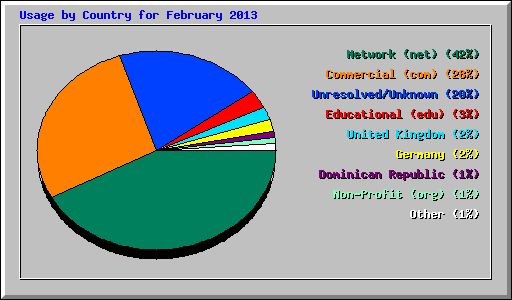 Usage by Country for February 2013
Network (net) (42%)
Commercial (com) (28%)
Unresolved/Unknown (20%)
Educational (edu) (3%)
United Kingdom (2%)
Germany (2%)
Dominican Republic (1%)
Non-Profit (org) (1%)
Other (1%)